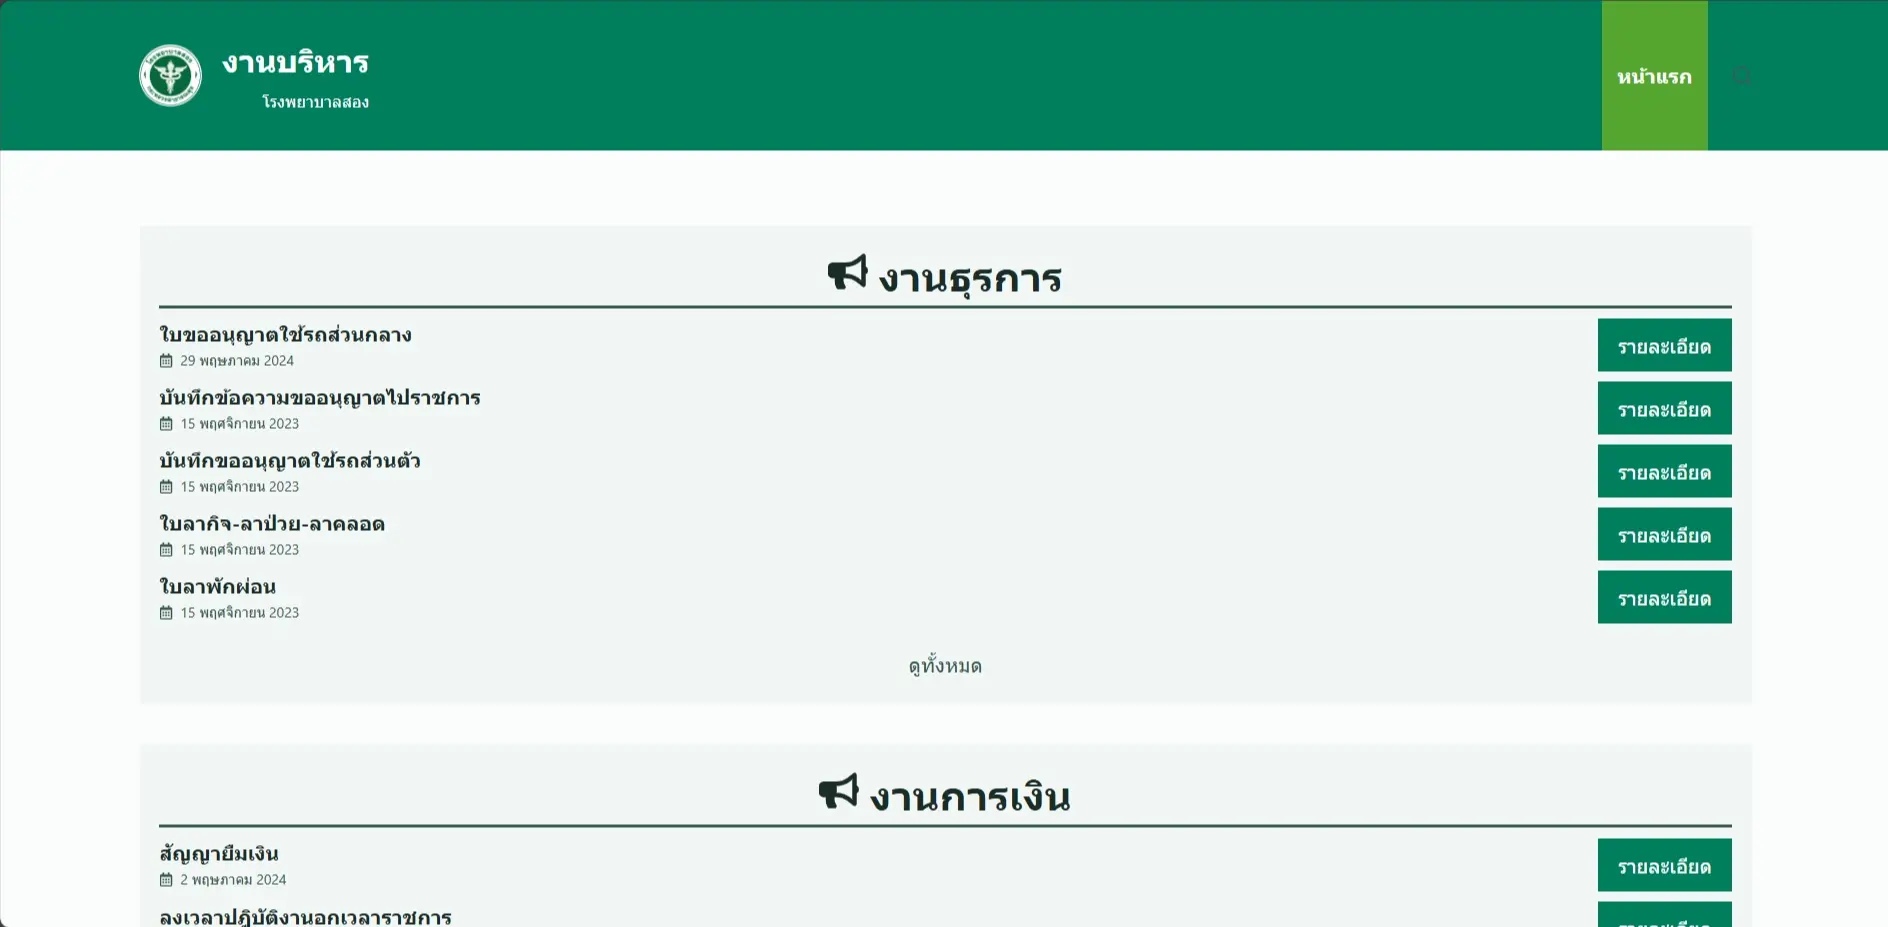 งานบริหาร
โรงพยาบาลสอง
หน้าแรก
งานธุรการ
ใบขออนุญาตใช้รถส่วนกลาง
29 พฤษภาคม 2024
รายละเอียด
บันทึกข้อความขออนุญาตไปราชการ
15 พฤศจิกายน 2023
รายละเอียด
บันทึกขออนุญาตใช้รถส่วนตัว
15 พฤศจิกายน 2023
รายละเอียด
ใบลากิจ-ลาป่วย-ลาคลอด
15 พฤศจิกายน 2023
รายละเอียด
ใบลาพักผ่อน
15 พฤศจิกายน 2023
รายละเอียด
ดูทั้งหมด
งานการเงิน
สัญญายืมเงิน
2 พฤษภาคม 2024
รายละเอียด
ลงเวลาปฏิบัติงานอกเวลาราชการ
รายละเอียด